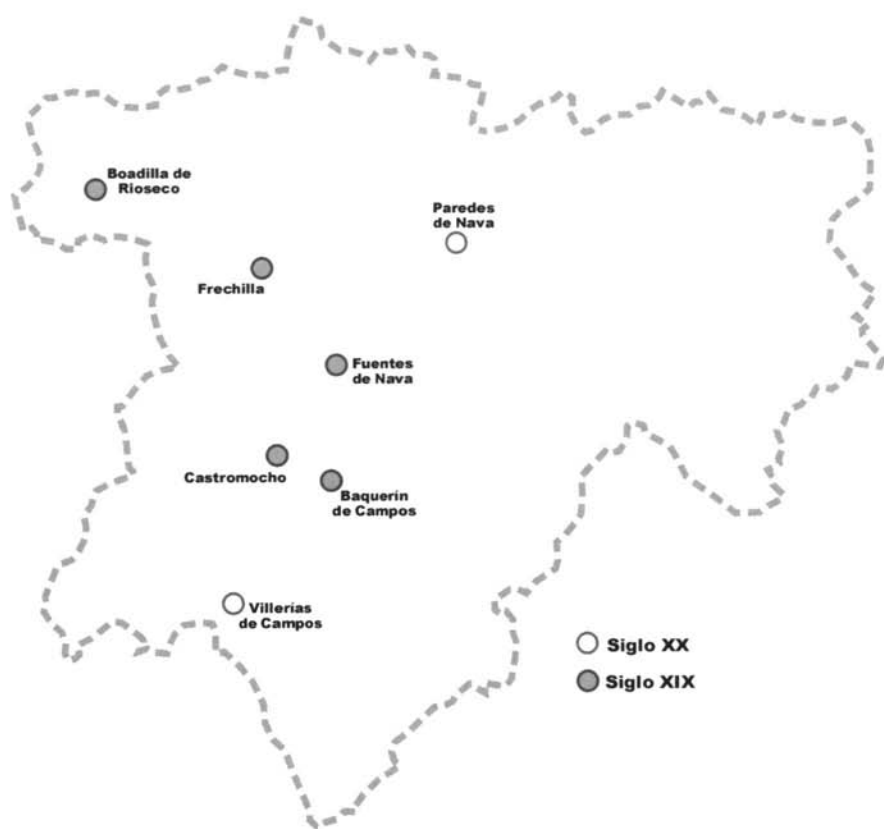 Boadilla de
Rioseco
Paredes
de Nava
Frechilla
Fuentes
de Nava
Castromocho
Baquerín
de Campos
Villerías
de Campos
Siglo XX
Siglo XIX